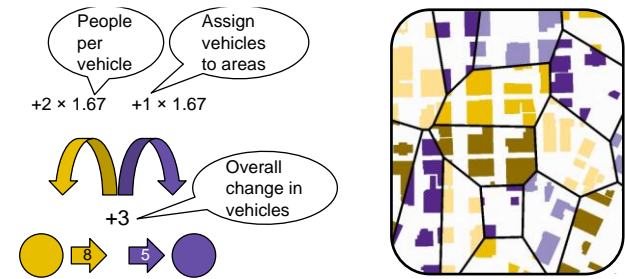 People
per
vehicle
Assign
vehicles
to areas
+2 × 1.67
+1 × 1.67
Overall
change in
vehicles
+3
8
5